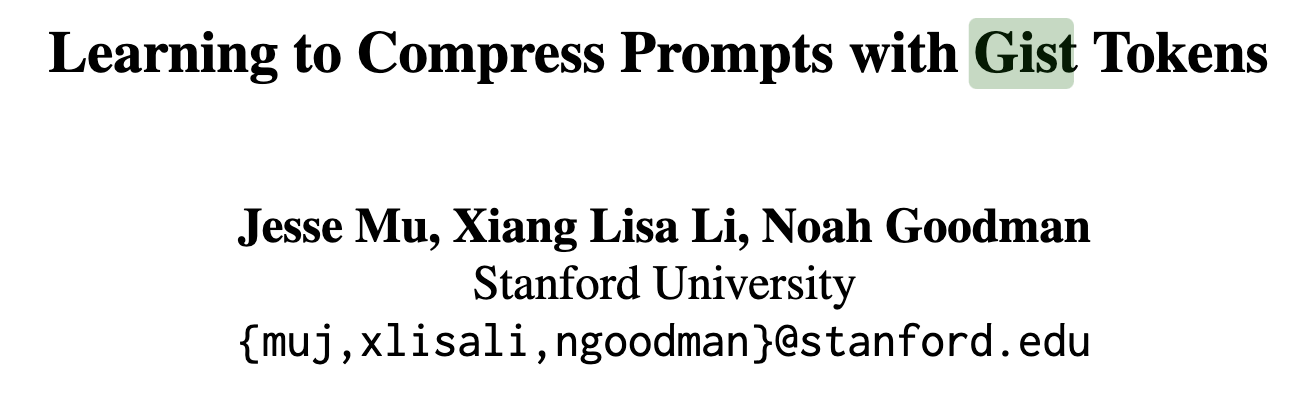 Learning to Compress Prompts with Gist Tokens
Jesse Mu, Xiang Lisa Li, Noah Goodman
Stanford University
{muj,xlisali,ngoodman}@stanford.edu